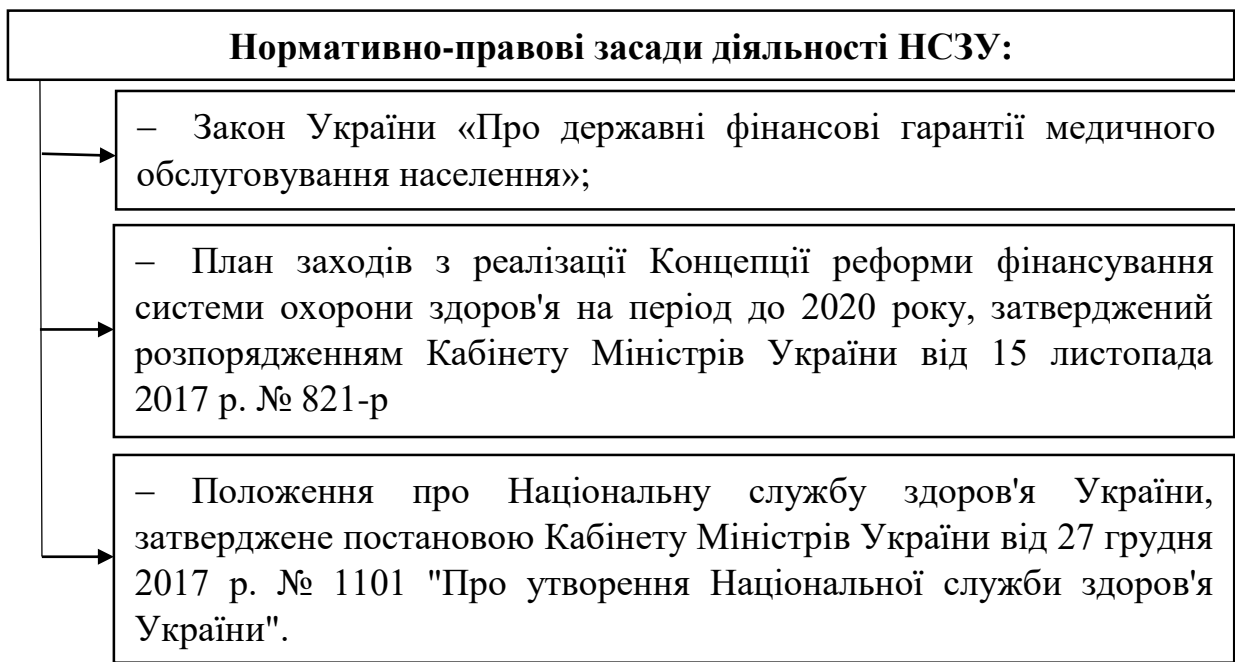 Нормативно-правові засади діяльності НСЗУ:
– Закон України «Про державні фінансові гарантії медичного
обслуговування населення»;
– План заходів з реалізації Концепції реформи фінансування
системи охорони здоров'я на період до 2020 року, затверджений
розпорядженням Кабінету Міністрів України від 15 листопада
2017 р. № 821-р
– Положення про Національну службу здоров'я України,
затверджене постановою Кабінету Міністрів України від 27 грудня
2017 р. № 1101 "Про утворення Національної служби здоров'я
України".